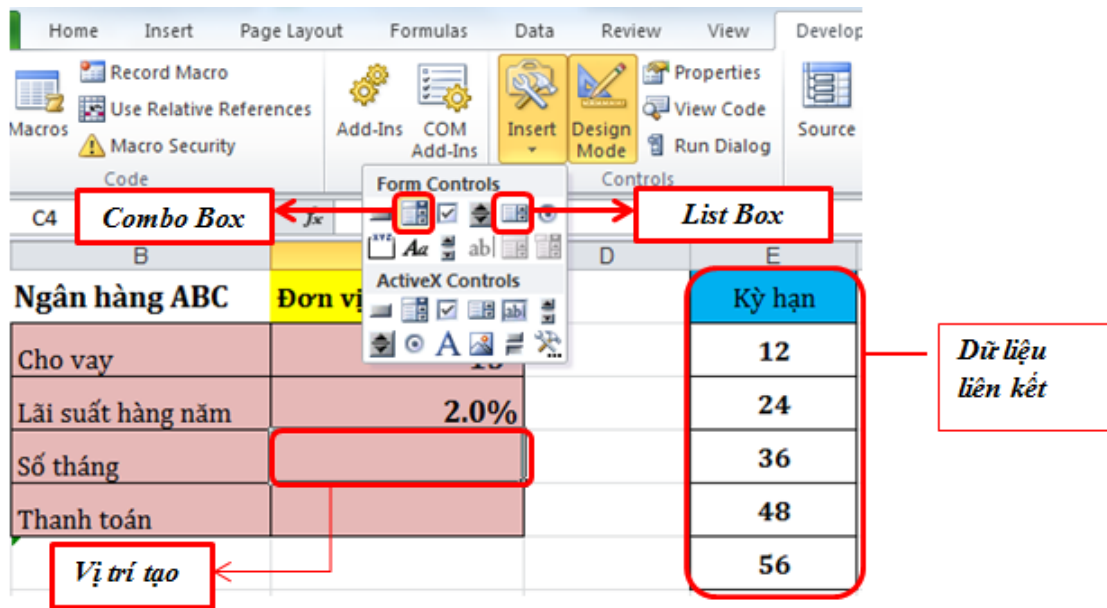 Home Insert Page Layout Formulas Data Review View Develop
Record Macro
Use Relative References
Macro Security
Macros
Code
Add-Ins COM Add-Ins
Insert Design Mode
Properties
View Code
Run Dialog
Controls
Source
Form Controls
Aa ab
ActiveX Controls
abl
A
C4 fx
Combo Box
List Box
B D E
Ngân hàng ABC Đơn vị Kỳ hạn
Cho vay 12
Lãi suất hàng năm 2.0% 24
Số tháng 36
Thanh toán 48
56
Dữ liệu
liên kết
Vị trí tạo